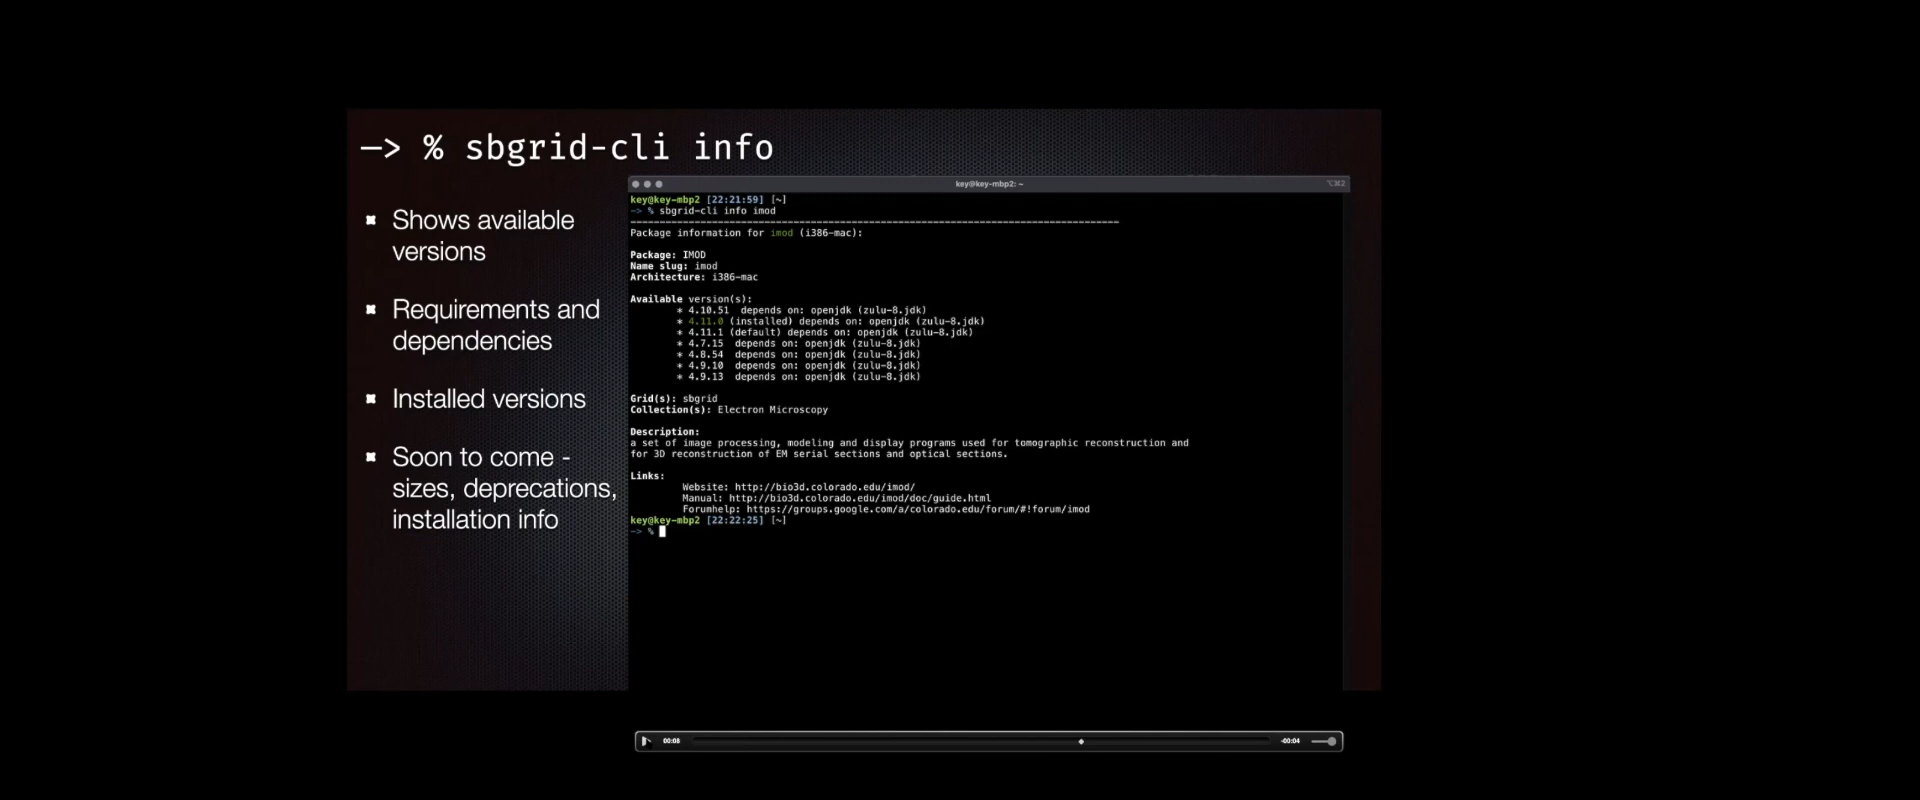 —> % sbgrid-cli info
✖ Shows available
versions
✖ Requirements and
dependencies
✖ Installed versions
✖ Soon to come -
sizes, deprecations,
installation info
key@key-mbp2: ~
⌥⌘2
key@key-mbp2 [22:21:59] [~]
-> % sbgrid-cli info imod
Package information for imod (i386-mac):
Package: IMOD
Name slug: imod
Architecture: i386-mac
Available version(s):
* 4.10.51 depends on: openjdk (zulu-8.jdk)
* 4.11.0 (installed) depends on: openjdk (zulu-8.jdk)
* 4.11.1 (default) depends on: openjdk (zulu-8.jdk)
* 4.7.15 depends on: openjdk (zulu-8.jdk)
* 4.8.54 depends on: openjdk (zulu-8.jdk)
* 4.9.10 depends on: openjdk (zulu-8.jdk)
* 4.9.13 depends on: openjdk (zulu-8.jdk)
Grid(s): sbgrid
Collection(s): Electron Microscopy
Description:
a set of image processing, modeling and display programs used for tomographic reconstruction and
for 3D reconstruction of EM serial sections and optical sections.
Links:
Website: http://bio3d.colorado.edu/imod/
Manual: http://bio3d.colorado.edu/imod/doc/guide.html
Forumhelp: https://groups.google.com/a/colorado.edu/forum/#!forum/imod
key@key-mbp2 [22:22:25] [~]
-> %
00:08
-00:04